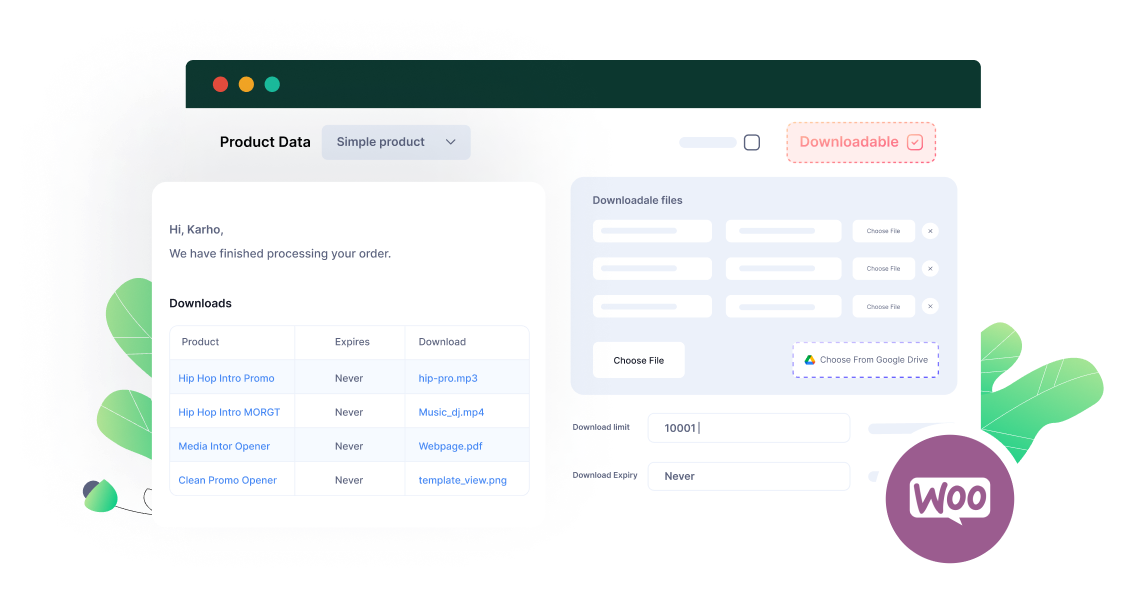 Product Data
Simple product
Downloadable
Hi, Karho,
We have finished processing your order.
Downloads
Product Expires Download
Hip Hop Intro Promo Never hip-pro.mp3
Hip Hop Intro MORGT Never Music_dj.mp4
Media Intor Opener Never Webpage.pdf
Clean Promo Opener Never template_view.png
Downloadale files
Choose File
Choose File
Choose File
Choose File
Choose From Google Drive
Download limit 10001
Download Expiry Never
Woo